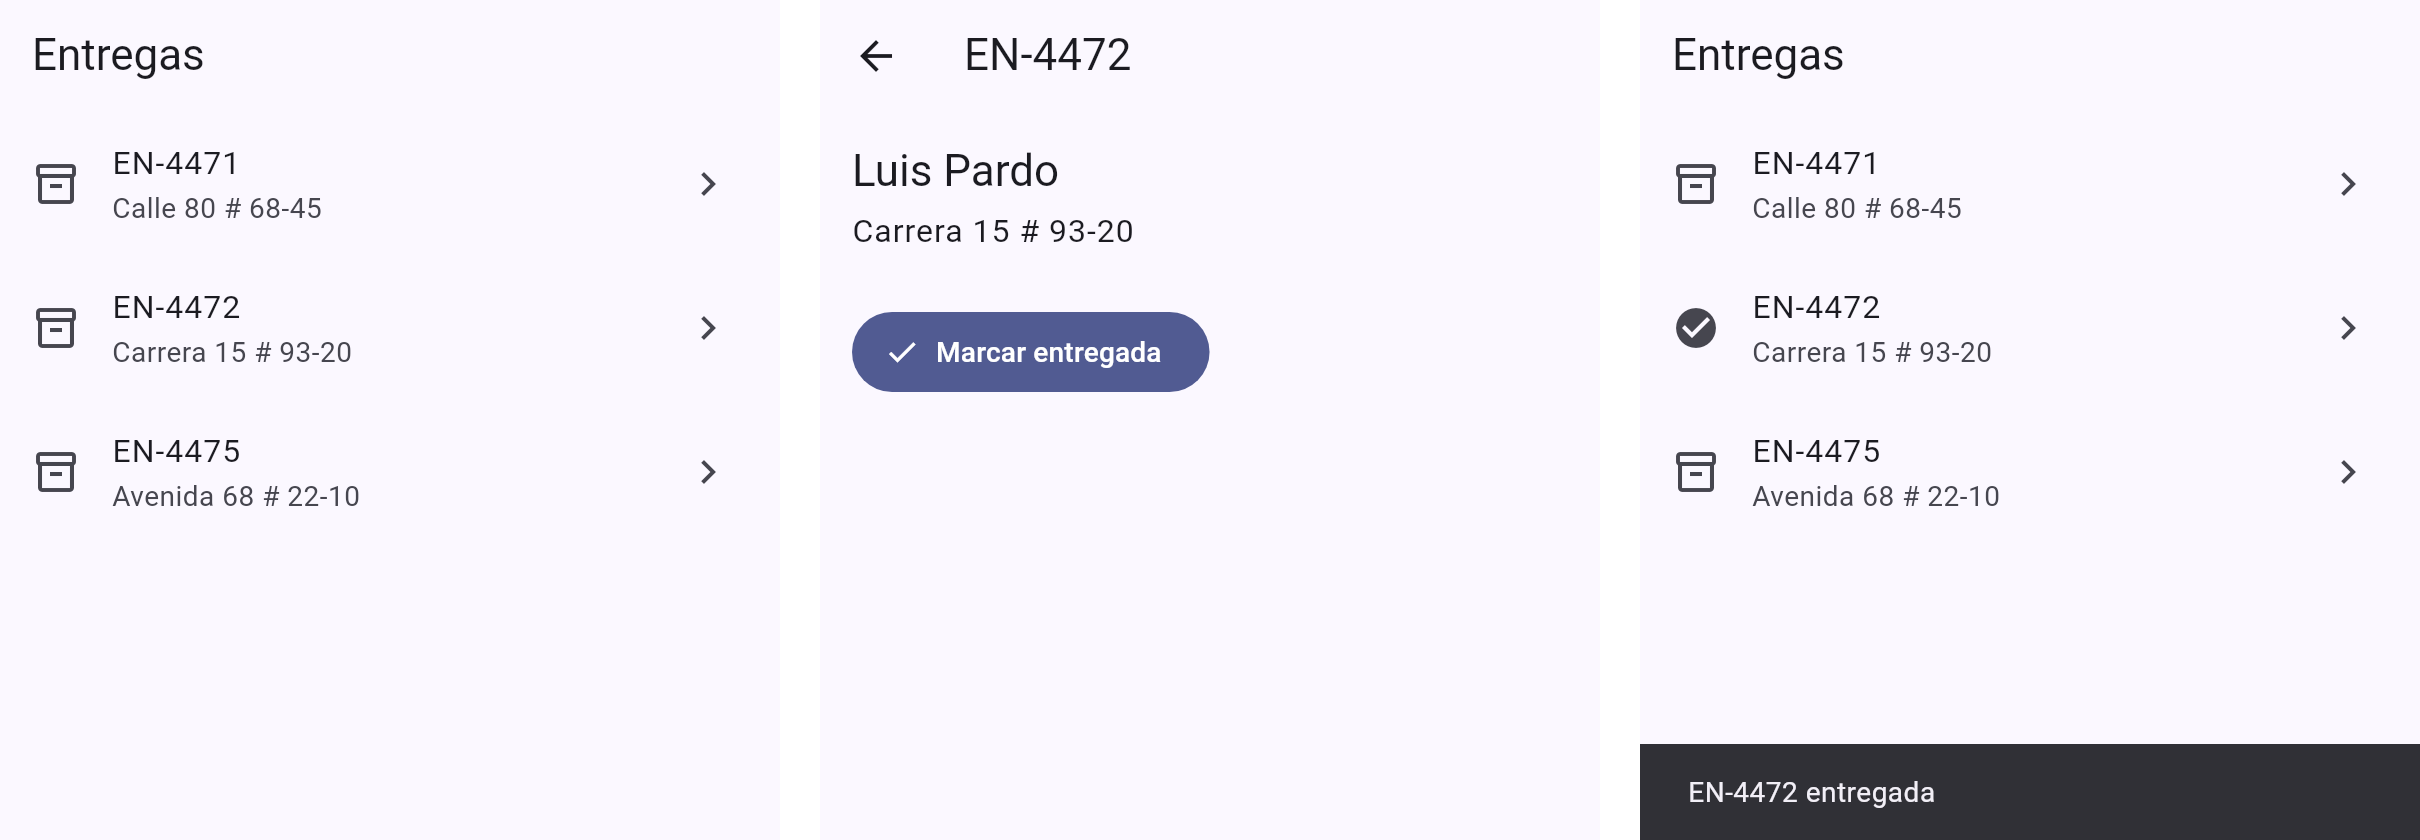 Entregas
EN-4471
Calle 80 # 68-45
EN-4472
Carrera 15 # 93-20
EN-4475
Avenida 68 # 22-10
EN-4472
Luis Pardo
Carrera 15 # 93-20
Marcar entregada
Entregas
EN-4471
Calle 80 # 68-45
EN-4472
Carrera 15 # 93-20
EN-4475
Avenida 68 # 22-10
EN-4472 entregada